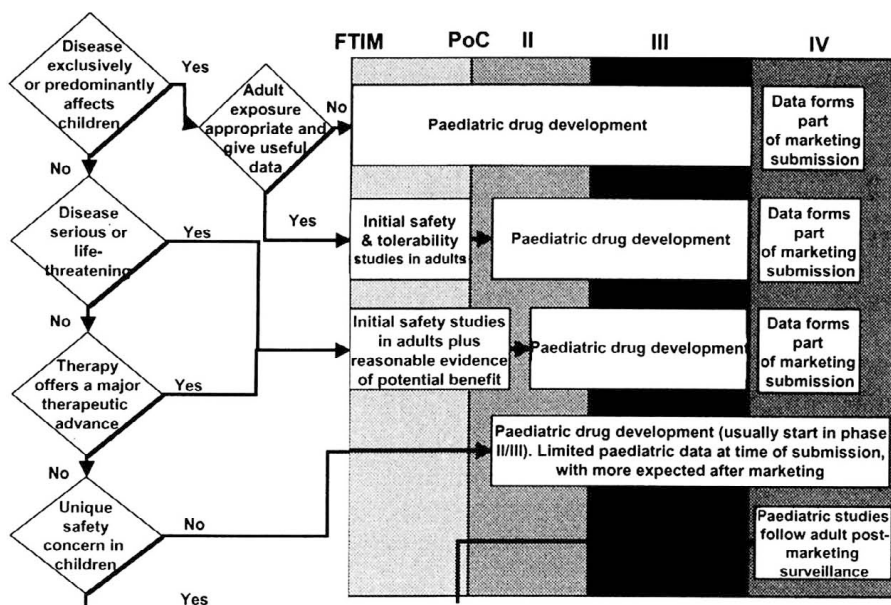 FTIM PoC II III IV
Disease
exclusively
or predominantly
affects
children
Yes
Adult
exposure
appropriate and
give useful
data
No
Paediatric drug development
Data forms
part
of marketing
submission
No
Disease
serious or
life-
threatening
Yes
Yes
Initial safety
& tolerability
studies in adults
Paediatric drug development
Data forms
part
of marketing
submission
No
Therapy
offers a major
therapeutic
advance
Yes
Initial safety studies
in adults plus
reasonable evidence
of potential benefit
Paediatric drug development
Data forms
part
of marketing
submission
No
Unique
safety
concern in
children
No
Paediatric drug development (usually start in phase
II/III). Limited paediatric data at time of submission,
with more expected after marketing
Yes
Paediatric studies
follow adult post-
marketing
surveillance